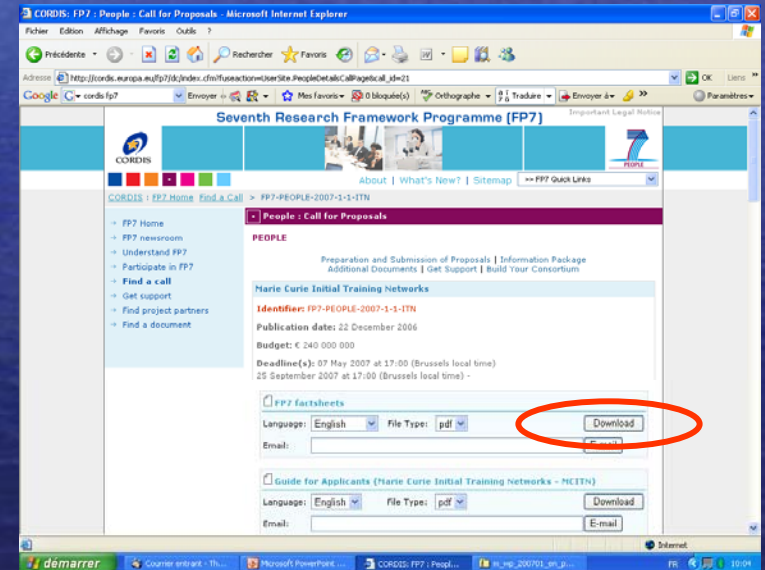 CORDIS: FP7 : People : Call for Proposals - Microsoft Internet Explorer
Fichier Edition Affichage Favoris Outils ?
Précédente Rechercher Favoris
Adresse http://cordis.europa.eu/fp7/dc/index.cfm?fuseaction=UserSite.PeopleDetailsCallPage&call_id=21 OK Liens »
Google cordis fp7 Envoyer Mes favoris 0 bloquée(s) Orthographe Traduire Envoyer à » Paramètres
Seventh Research Framework Programme (FP7) Important Legal Notice
CORDIS
7
PEOPLE
About | What's New? | Sitemap >> FP7 Quick Links
CORDIS : FP7 Home Find a Call > FP7-PEOPLE-2007-1-1-ITN
FP7 Home
FP7 newsroom
Understand FP7
Participate in FP7
Find a call
Get support
Find project partners
Find a document
People : Call for Proposals
PEOPLE
Preparation and Submission of Proposals | Information Package
Additional Documents | Get Support | Build Your Consortium
Marie Curie Initial Training Networks
Identifier: FP7-PEOPLE-2007-1-1-ITN
Publication date: 22 December 2006
Budget: € 240 000 000
Deadline(s): 07 May 2007 at 17:00 (Brussels local time)
25 September 2007 at 17:00 (Brussels local time) -
FP7 factsheets
Language: English File Type: pdf Download
Email: E-mail
Guide for Applicants (Marie Curie Initial Training Networks - MCITN)
Language: English File Type: pdf Download
Email: E-mail
Internet
démarrer Courrier entrant - Th... Microsoft PowerPoint ... CORDIS: FP7 : Peopl... m_wp_200701_en_p... FR 10:04